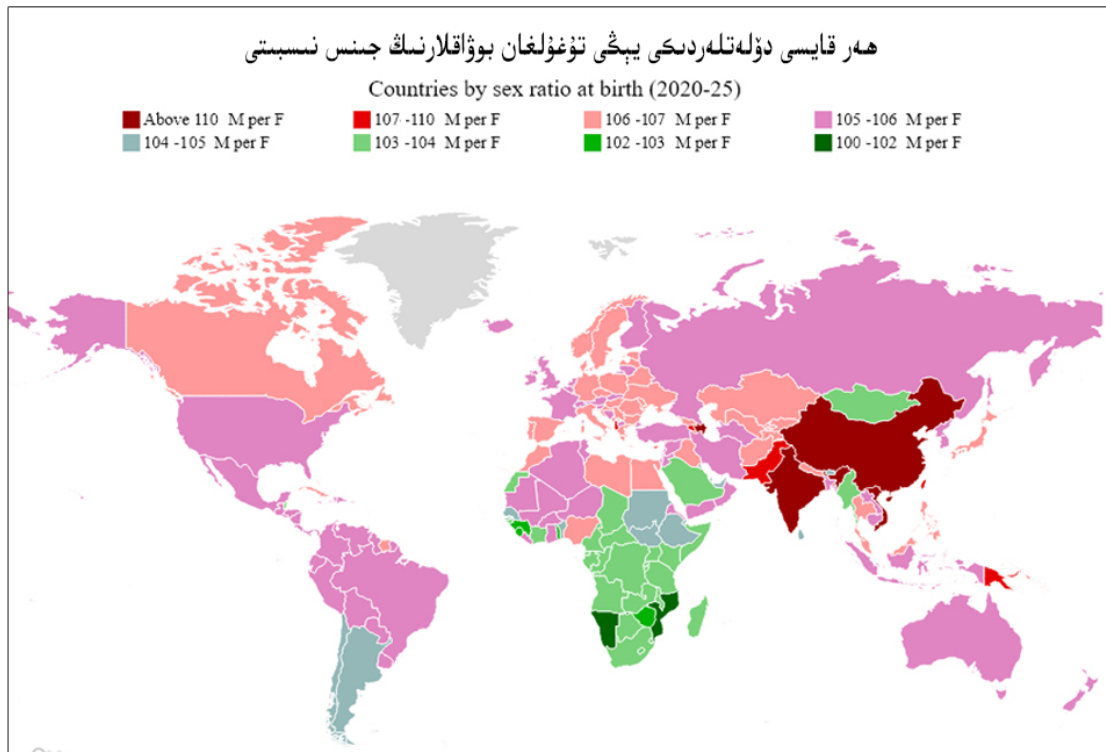 ھەر قايسى دۆلەتلەردىكى يېڭى تۇغۇلغان بوۋاقلارنىڭ جىنس نىسبىتى
Countries by sex ratio at birth (2020-25)
Above 110 M per F 107 -110 M per F 106 -107 M per F 105 -106 M per F
104 -105 M per F 103 -104 M per F 102 -103 M per F 100 -102 M per F